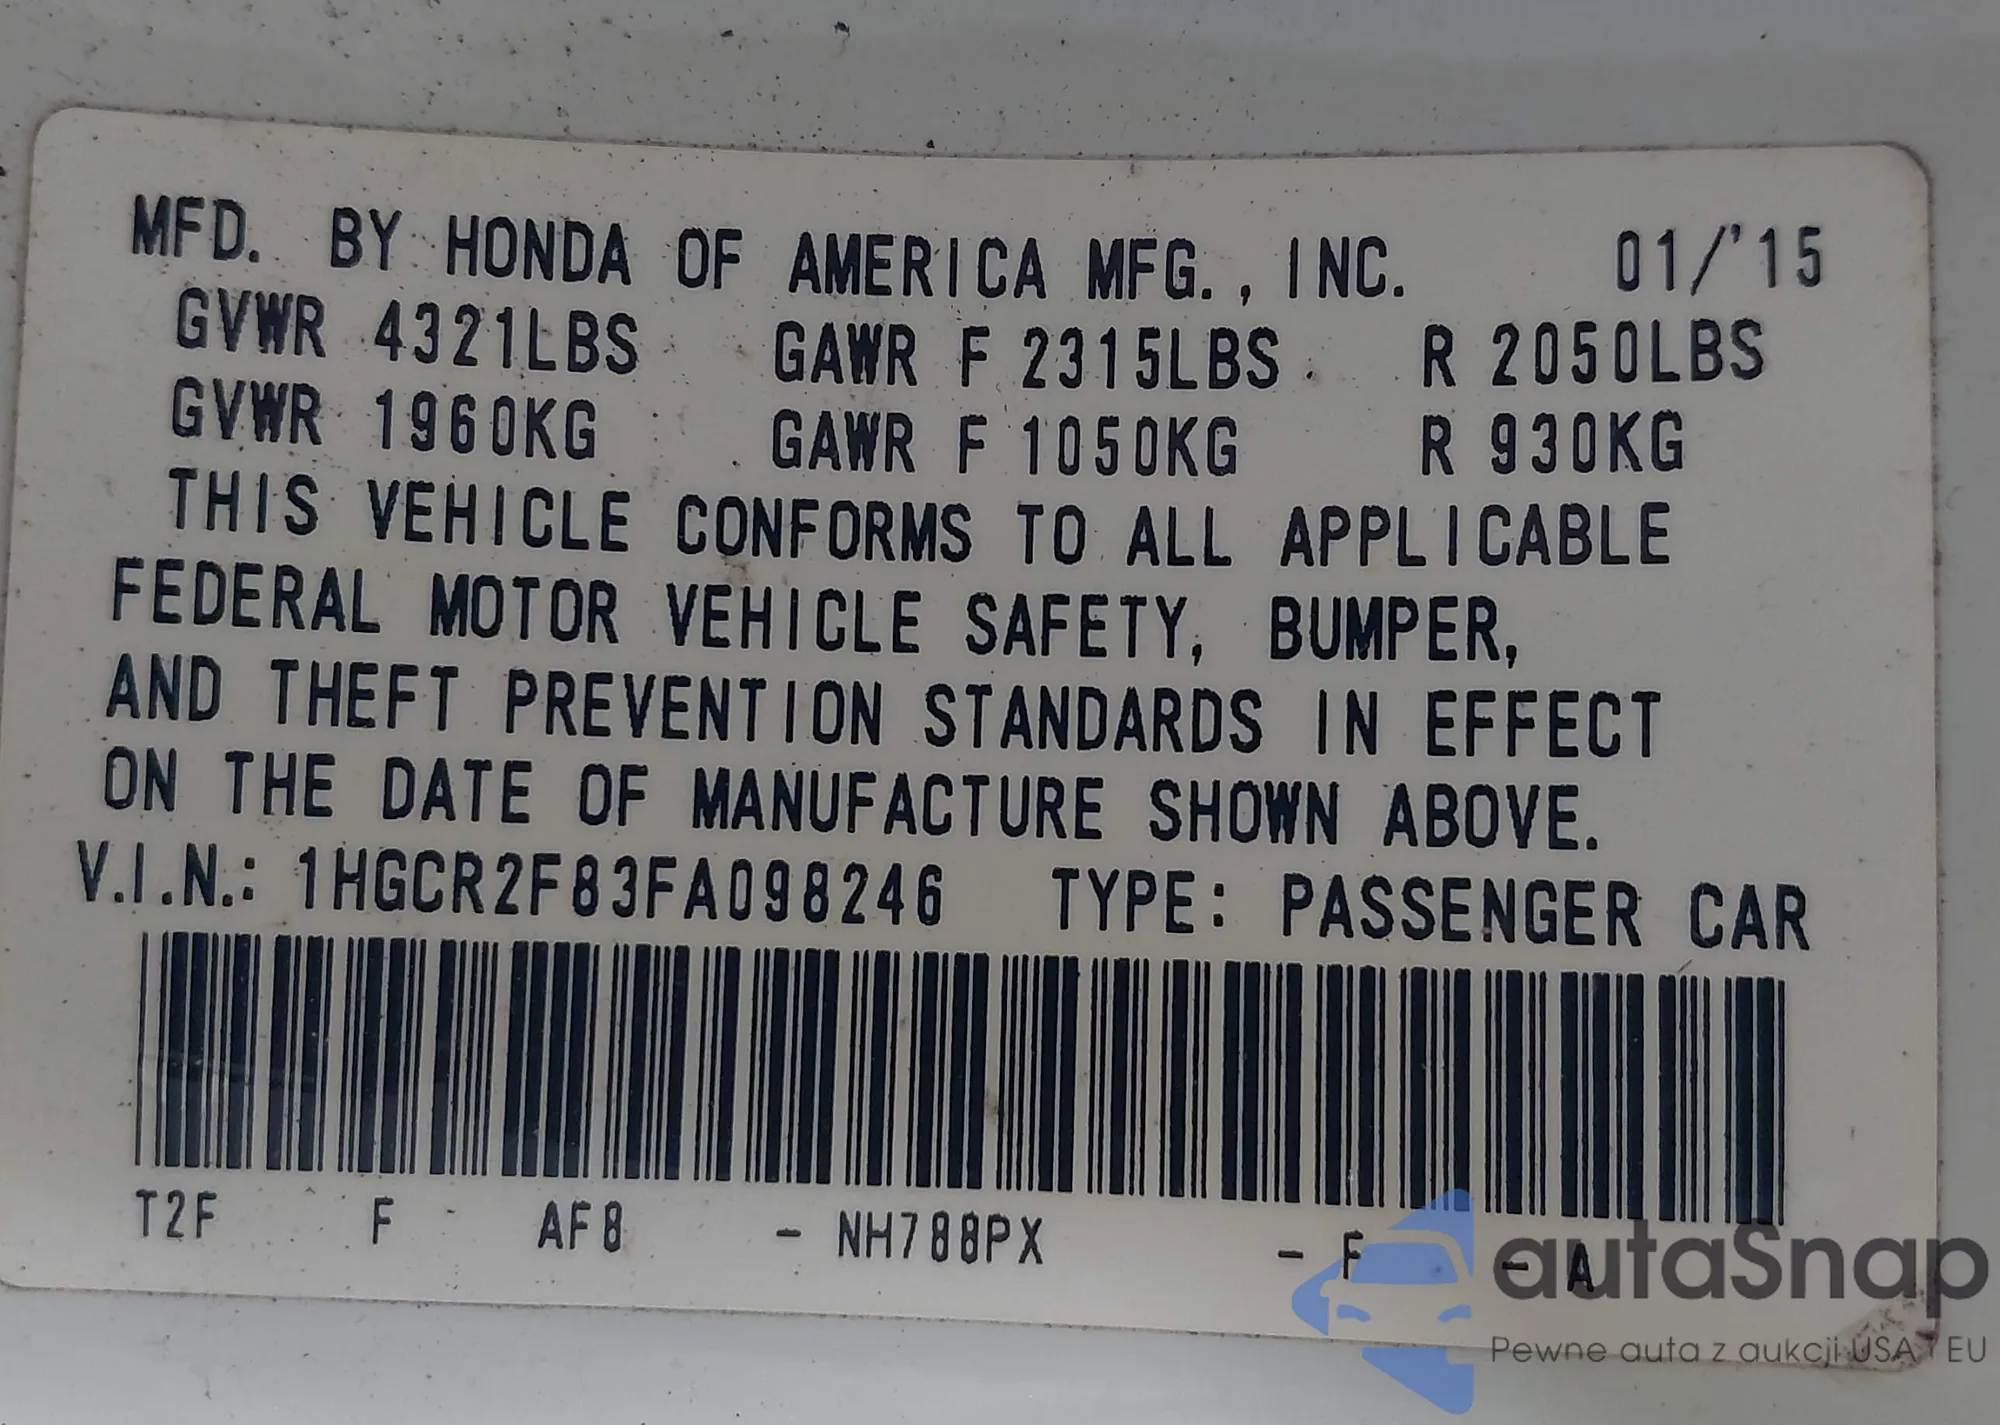 MFD. BY HONDA OF AMERICA MFG., INC. 01/'15
GVWR 4321LBS GAWR F 2315LBS R 2050LBS
GVWR 1960KG GAWR F 1050KG R 930KG
THIS VEHICLE CONFORMS TO ALL APPLICABLE
FEDERAL MOTOR VEHICLE SAFETY, BUMPER,
AND THEFT PREVENTION STANDARDS IN EFFECT
ON THE DATE OF MANUFACTURE SHOWN ABOVE.
V.I.N.: 1HGCR2F83FA098246 TYPE: PASSENGER CAR
T2F F AF8 - NH788PX - F - A
autaSnap
Pewne auta z aukcji USA i EU